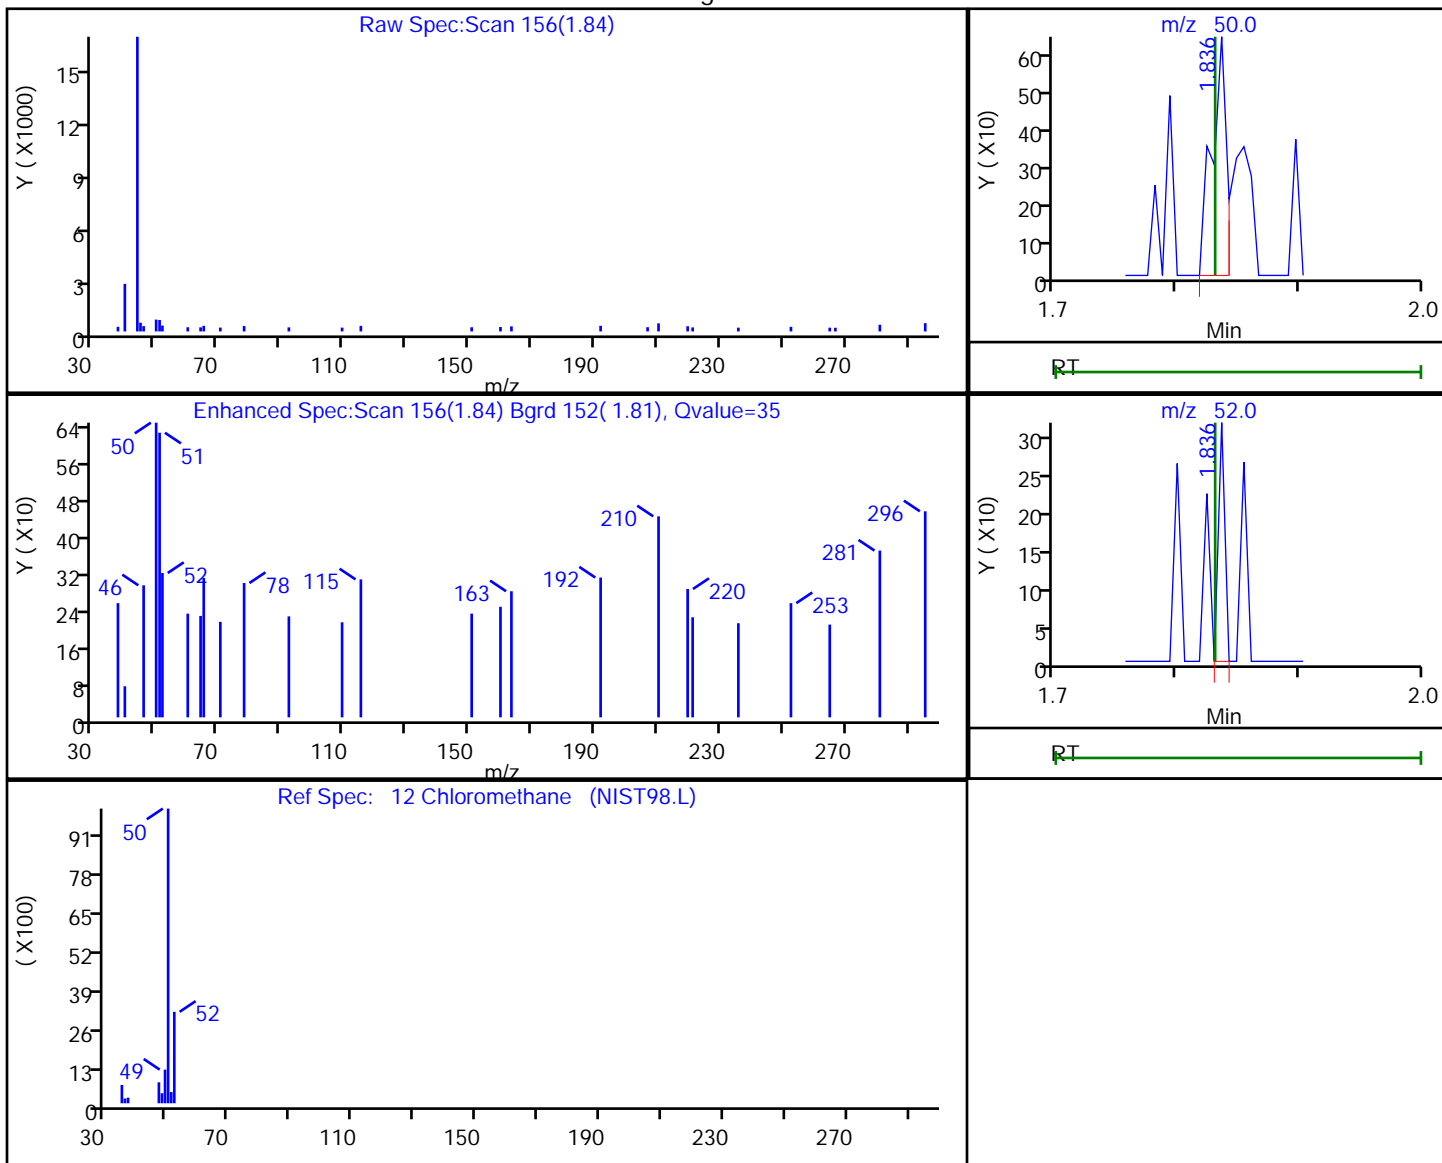 Raw Spec:Scan 156(1.84)
Y ( X1000)
15
12
9
6
3
0
30 70 110 150 190 230 270
m/z
m/z 50.0
1.836
Y ( X10)
60
50
40
30
20
10
0
1.7 2.0
Min
RT
Enhanced Spec:Scan 156(1.84) Bgrd 152( 1.81), Qvalue=35
Y ( X10)
64
56
48
40
32
24
16
8
0
50 51
46 52 78 115 163 192 210 220 253 281 296
30 70 110 150 190 230 270
m/z
m/z 52.0
1.836
Y ( X10)
30
25
20
15
10
5
0
1.7 2.0
Min
RT
Ref Spec: 12 Chloromethane (NIST98.L)
( X100)
91
78
65
52
39
26
13
0
50
52
49
30 70 110 150 190 230 270